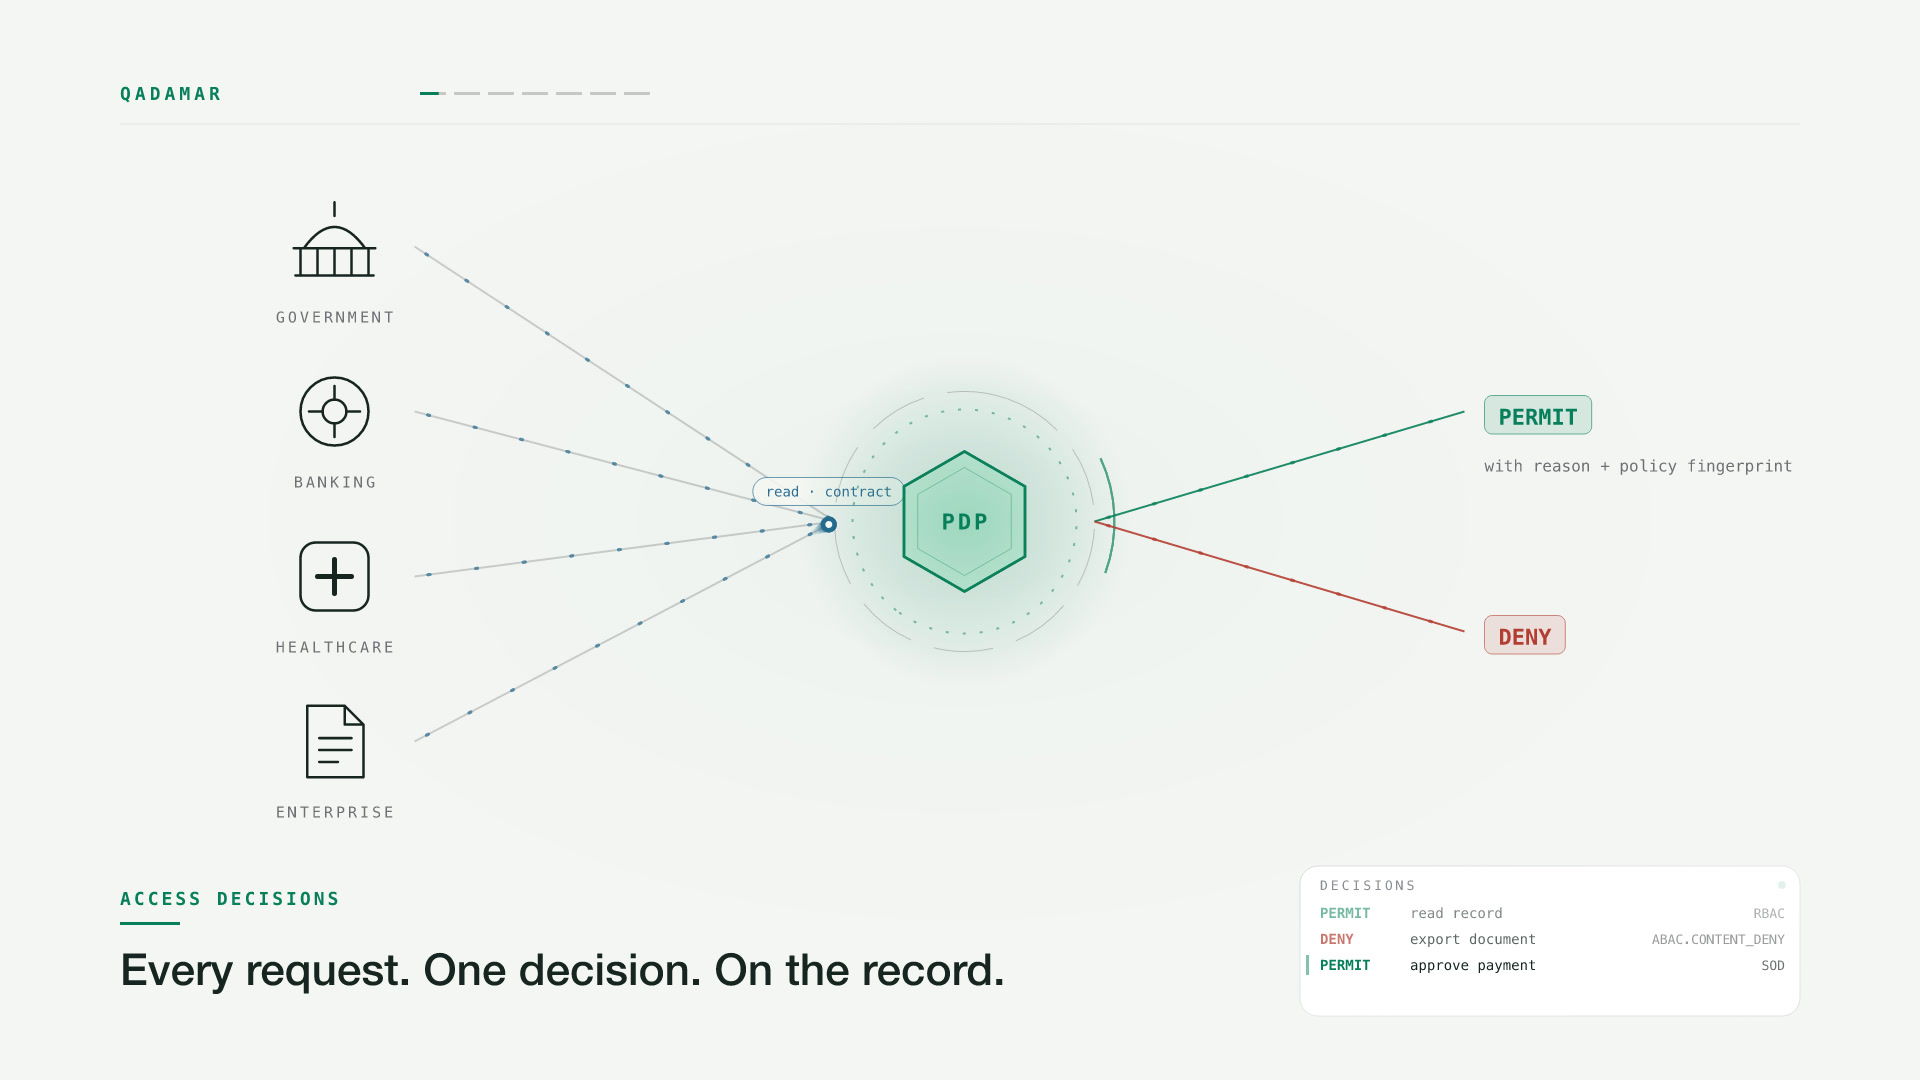 QADAMAR
GOVERNMENT
BANKING
HEALTHCARE
ENTERPRISE
read · contract
PDP
PERMIT
with reason + policy fingerprint
DENY
ACCESS DECISIONS
Every request. One decision. On the record.
DECISIONS
PERMIT read record RBAC
DENY export document ABAC.CONTENT_DENY
PERMIT approve payment SOD